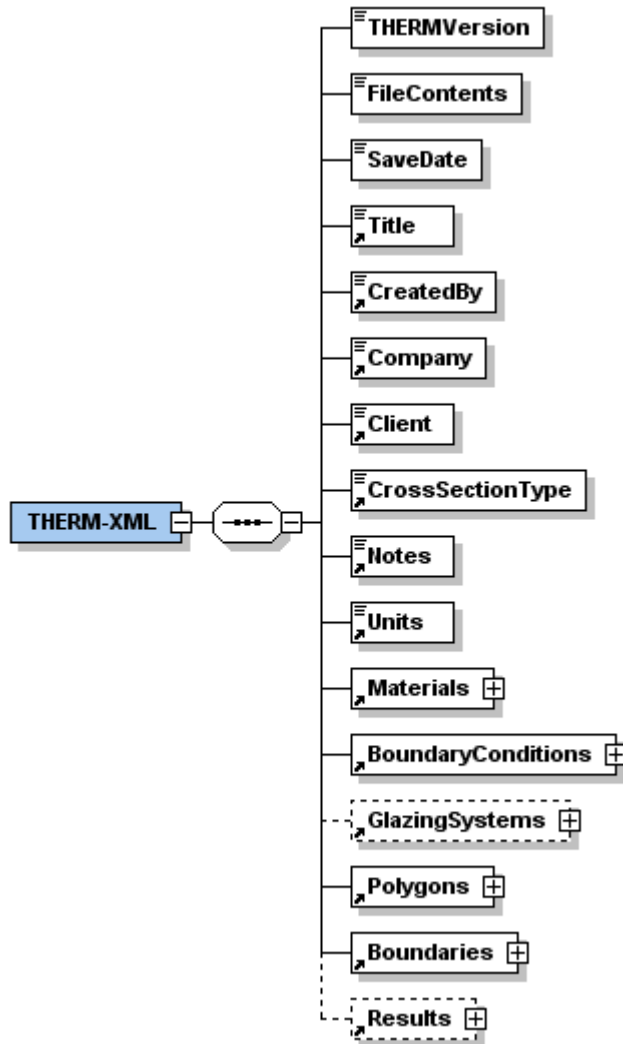 THERMVersion
FileContents
SaveDate
Title
CreatedBy
Company
Client
CrossSectionType
THERM-XML
Notes
Units
Materials
BoundaryConditions
GlazingSystems
Polygons
Boundaries
Results